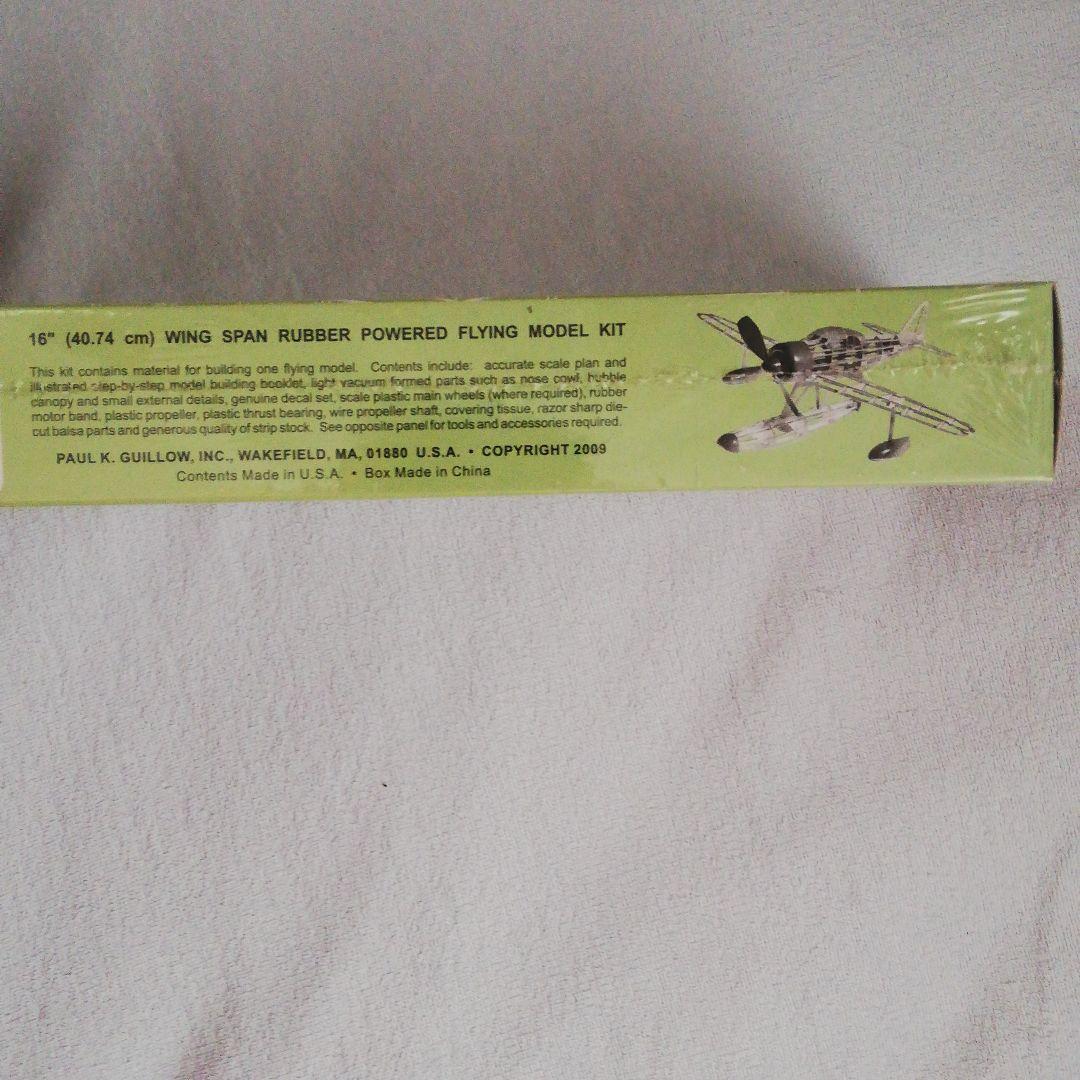 16" (40.74 cm) WING SPAN RUBBER POWERED FLYING MODEL KIT
This kit contains material for building one flying model. Contents include: accurate scale plan and
illustrated step-by-step model building booklet, light vacuum formed parts such as nose cowl, bubble
canopy and small external details, genuine decal set, scale plastic main wheels (where required), rubber
motor band, plastic propeller, plastic thrust bearing, wire propeller shaft, covering tissue, razor sharp die-
cut balsa parts and generous quality of strip stock. See opposite panel for tools and accessories required.
PAUL K. GUILLOW, INC., WAKEFIELD, MA, 01880 U.S.A. • COPYRIGHT 2009
Contents Made in U.S.A. • Box Made in China